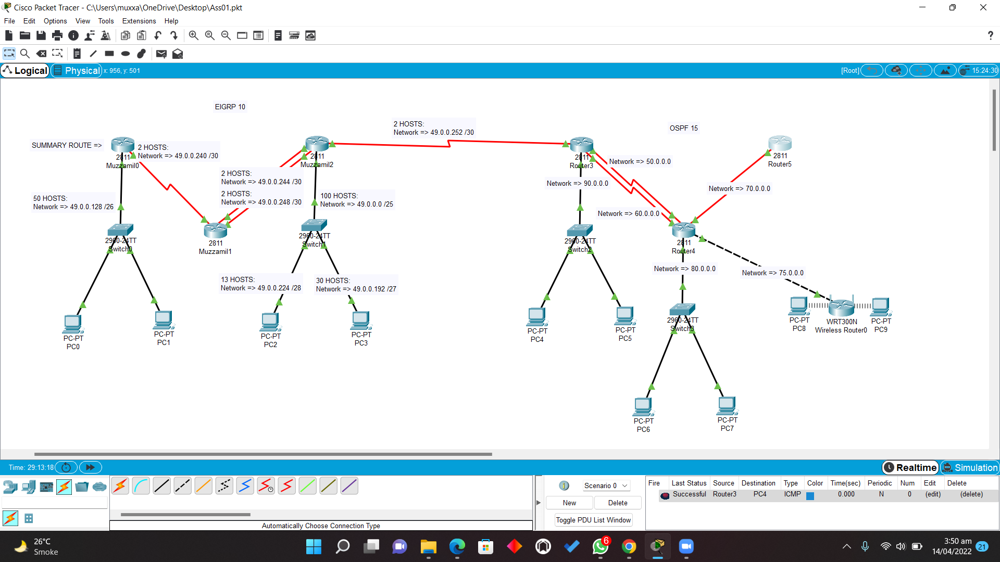 Cisco Packet Tracer - C:\Users\muxxa\OneDrive\Desktop\Ass01.pkt
File Edit Options View Tools Extensions Help
?
Logical Physical x: 956, y: 501 [Root] 15:24:30
EIGRP 10
2 HOSTS:
Network => 49.0.0.252 /30
OSPF 15
SUMMARY ROUTE =>
2811
Muzzamil0
2 HOSTS:
Network => 49.0.0.240 /30
2811
Muzzamil2
2811
Router3
Network => 50.0.0.0
2811
Router5
2 HOSTS:
Network => 49.0.0.244 /30
2 HOSTS:
Network => 49.0.0.248 /30
Network => 90.0.0.0
Network => 70.0.0.0
50 HOSTS:
Network => 49.0.0.128 /26
100 HOSTS:
Network => 49.0.0.0 /25
Network => 60.0.0.0
2960-24TT
Switch0
2811
Muzzamil1
2960-24TT
Switch1
2960-24TT
Switch2
2811
Router4
13 HOSTS:
Network => 49.0.0.224 /28
30 HOSTS:
Network => 49.0.0.192 /27
Network => 80.0.0.0
Network => 75.0.0.0
PC-PT
PC0
PC-PT
PC1
PC-PT
PC2
PC-PT
PC3
PC-PT
PC4
PC-PT
PC5
2960-24TT
Switch3
PC-PT
PC8
WRT300N
Wireless Router0
PC-PT
PC9
PC-PT
PC6
PC-PT
PC7
Time: 29:13:18
Realtime Simulation
Scenario 0
New Delete
Toggle PDU List Window
Fire Last Status Source Destination Type Color Time(sec) Periodic Num Edit Delete
Successful Router3 PC4 ICMP 0.000 N 0 (edit) (delete)
Automatically Choose Connection Type
26°C
Smoke
6
3:50 am
14/04/2022
21